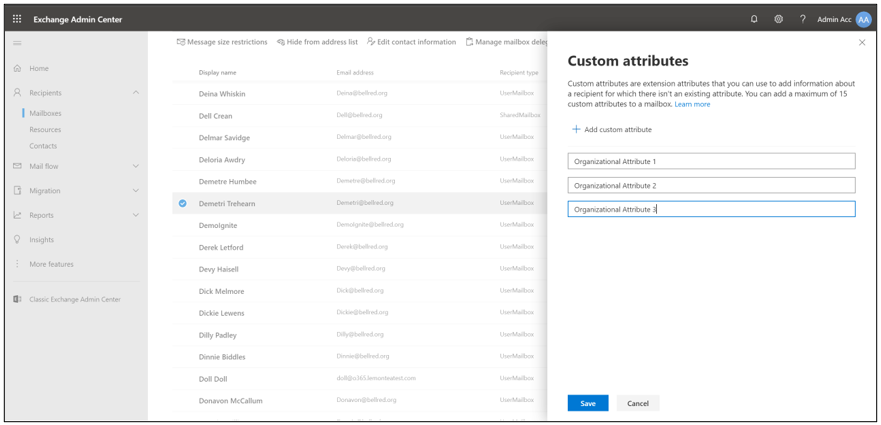 Exchange Admin Center
Admin Acc AA
Home
Recipients
Mailboxes
Resources
Contacts
Mail flow
Migration
Reports
Insights
More features
Classic Exchange Admin Center
Message size restrictions Hide from address list Edit contact information Manage mailbox deleg
Display name Email address Recipient type
Deina Whiskin Deina@bellred.org UserMailbox
Dell Crean Dell@bellred.org SharedMailbox
Delmar Savidge Delmar@bellred.org UserMailbox
Deloria Awdry Deloria@bellred.org UserMailbox
Demetre Humbee Demetre@bellred.org UserMailbox
Demetri Trehearn Demetri@bellred.org UserMailbox
DemoIgnite DemoIgnite@bellred.org UserMailbox
Derek Letford Derek@bellred.org UserMailbox
Devy Haisell Devy@bellred.org UserMailbox
Dick Melmore Dick@bellred.org UserMailbox
Dickie Lewens Dickie@bellred.org UserMailbox
Dilly Padley Dilly@bellred.org UserMailbox
Dinnie Biddles Dinnie@bellred.org UserMailbox
Doll Doll doll@o365.lemonteatest.com UserMailbox
Donavon McCallum Donavon@bellred.org UserMailbox
Custom attributes
Custom attributes are extension attributes that you can use to add information about
a recipient for which there isn't an existing attribute. You can add a maximum of 15
custom attributes to a mailbox. Learn more
Add custom attribute
Organizational Attribute 1
Organizational Attribute 2
Organizational Attribute 3
Save Cancel